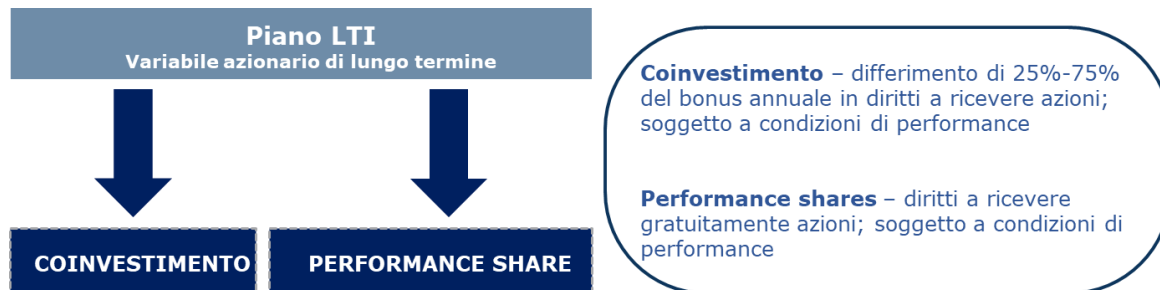 Piano LTI
Variabile azionario di lungo termine
COINVESTIMENTO
PERFORMANCE SHARE
Coinvestimento – differimento di 25%-75%
del bonus annuale in diritti a ricevere azioni;
soggetto a condizioni di performance
Performance shares – diritti a ricevere
gratuitamente azioni; soggetto a condizioni di
performance